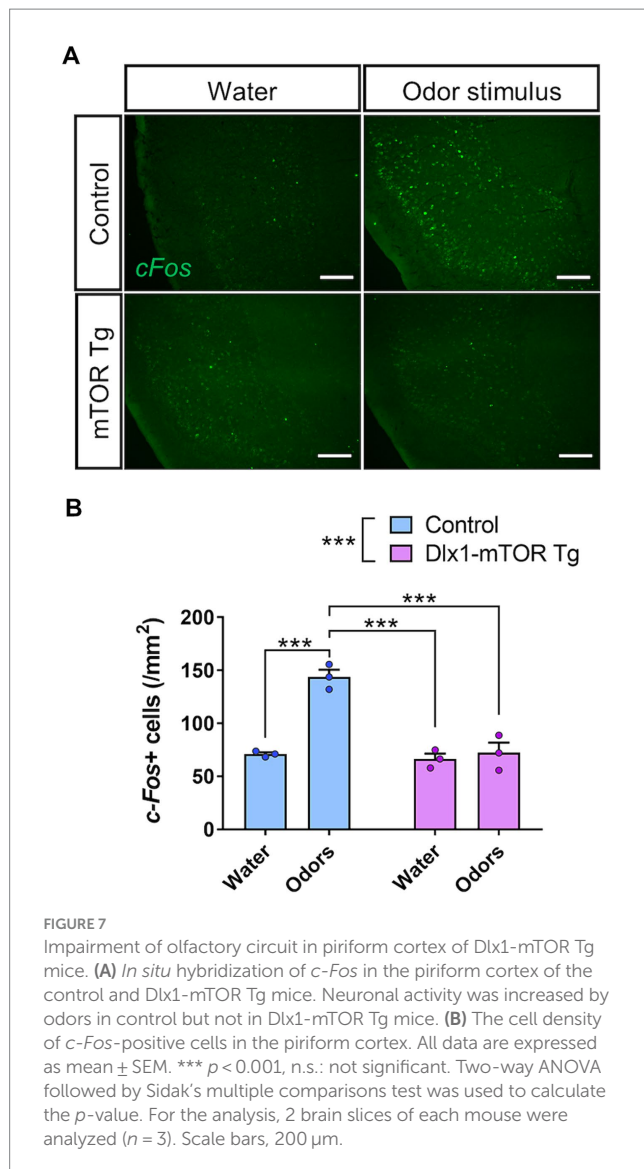 A
Water
Odor stimulus
Control
cFos
mTOR Tg
B
*** Control
Dlx1-mTOR Tg
***
***
***
c-Fos+ cells (/mm²)
200
150
100
50
0
Water
Odors
Water
Odors
FIGURE 7
Impairment of olfactory circuit in piriform cortex of Dlx1-mTOR Tg
mice. (A) In situ hybridization of c-Fos in the piriform cortex of the
control and Dlx1-mTOR Tg mice. Neuronal activity was increased by
odors in control but not in Dlx1-mTOR Tg mice. (B) The cell density
of c-Fos-positive cells in the piriform cortex. All data are expressed
as mean ± SEM. *** p < 0.001, n.s.: not significant. Two-way ANOVA
followed by Sidak’s multiple comparisons test was used to calculate
the p-value. For the analysis, 2 brain slices of each mouse were
analyzed (n = 3). Scale bars, 200 μm.